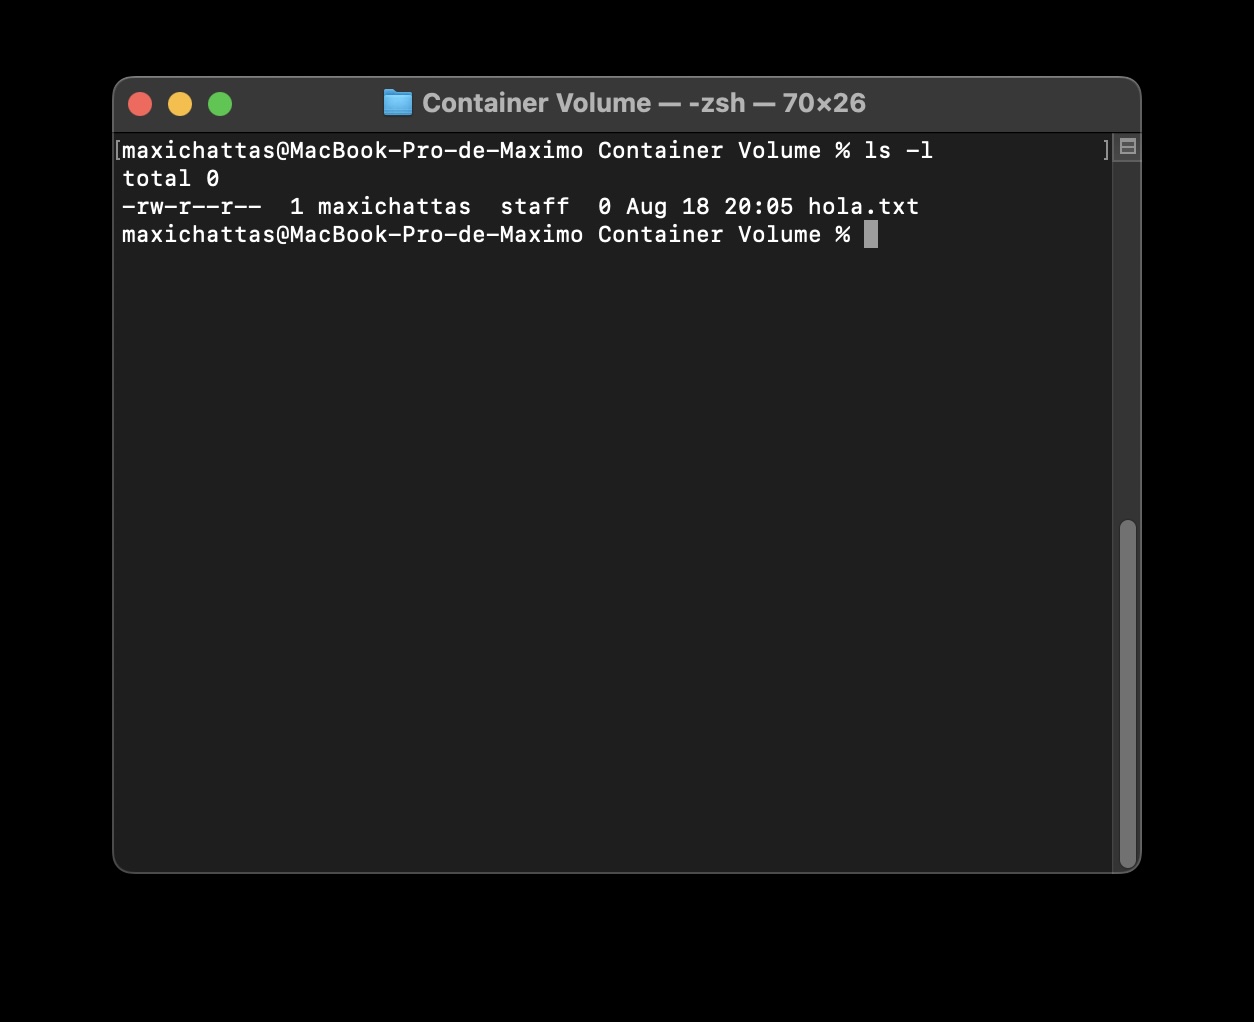 Container Volume — -zsh — 70×26
[maxichattas@MacBook-Pro-de-Maximo Container Volume % ls -l ]
total 0
-rw-r--r--  1 maxichattas  staff  0 Aug 18 20:05 hola.txt
maxichattas@MacBook-Pro-de-Maximo Container Volume %